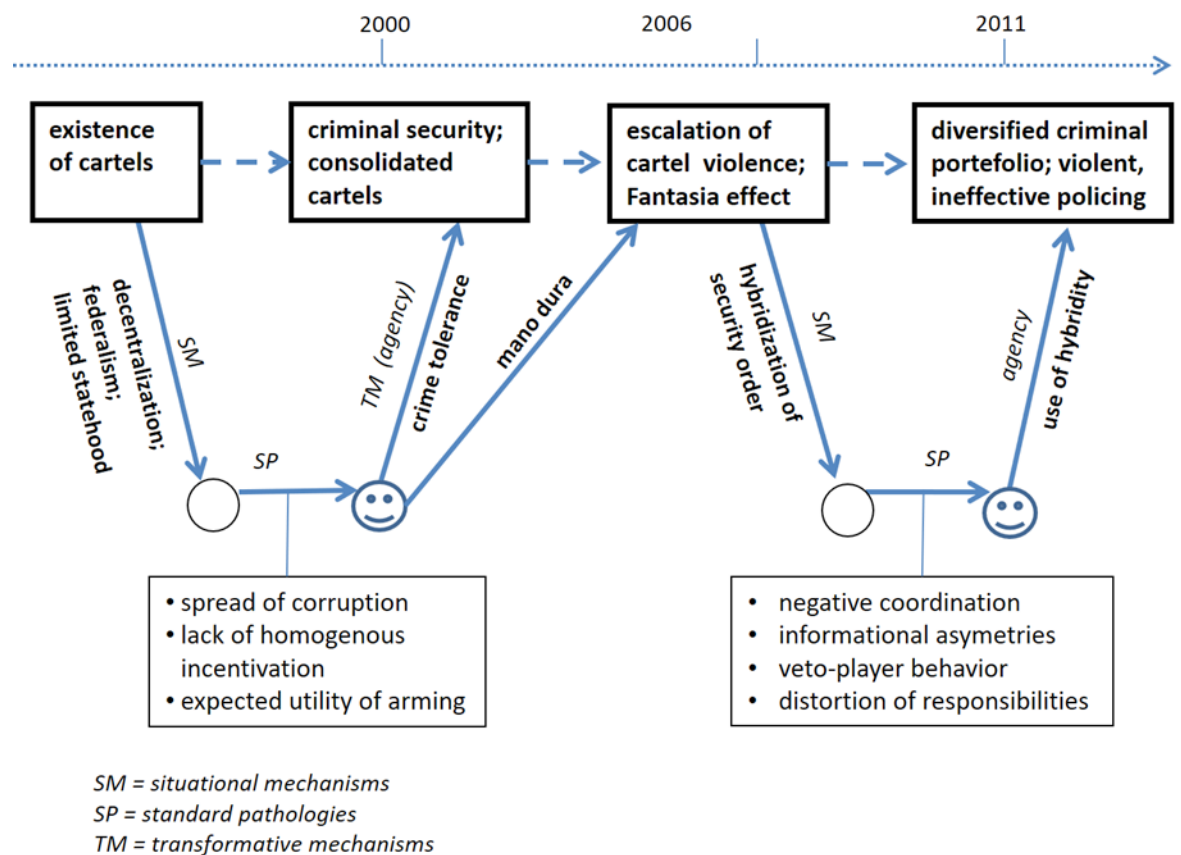 2000
2006
2011
existence
of cartels
criminal security;
consolidated
cartels
escalation of
cartel violence;
Fantasia effect
diversified criminal
portefolio; violent,
ineffective policing
decentralization;
federalism;
limited statehood
SM
SP
TM (agency)
crime tolerance
mano dura
hybridization of
security order
SM
SP
agency
use of hybridity
• spread of corruption
• lack of homogenous
incentivation
• expected utility of arming
• negative coordination
• informational asymetries
• veto-player behavior
• distortion of responsibilities
SM = situational mechanisms
SP = standard pathologies
TM = transformative mechanisms